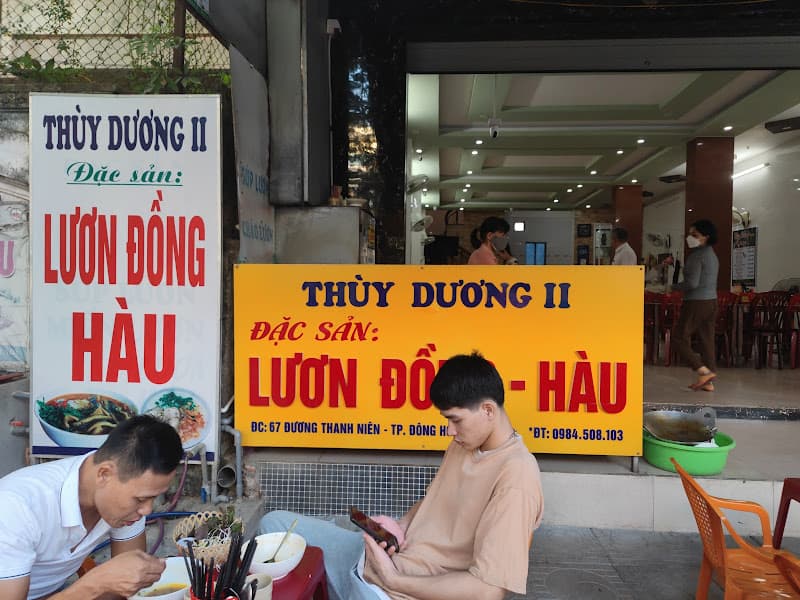 THÙY DƯƠNG II
Đặc sản:
LƯƠN ĐỒNG
HÀU
THÙY DƯƠNG II
ĐẶC SẢN:
LƯƠN ĐỒ - HÀU
ĐC: 67 ĐƯƠNG THANH NIÊN - TP. ĐỒNG H
*ĐT: 0984.508.103